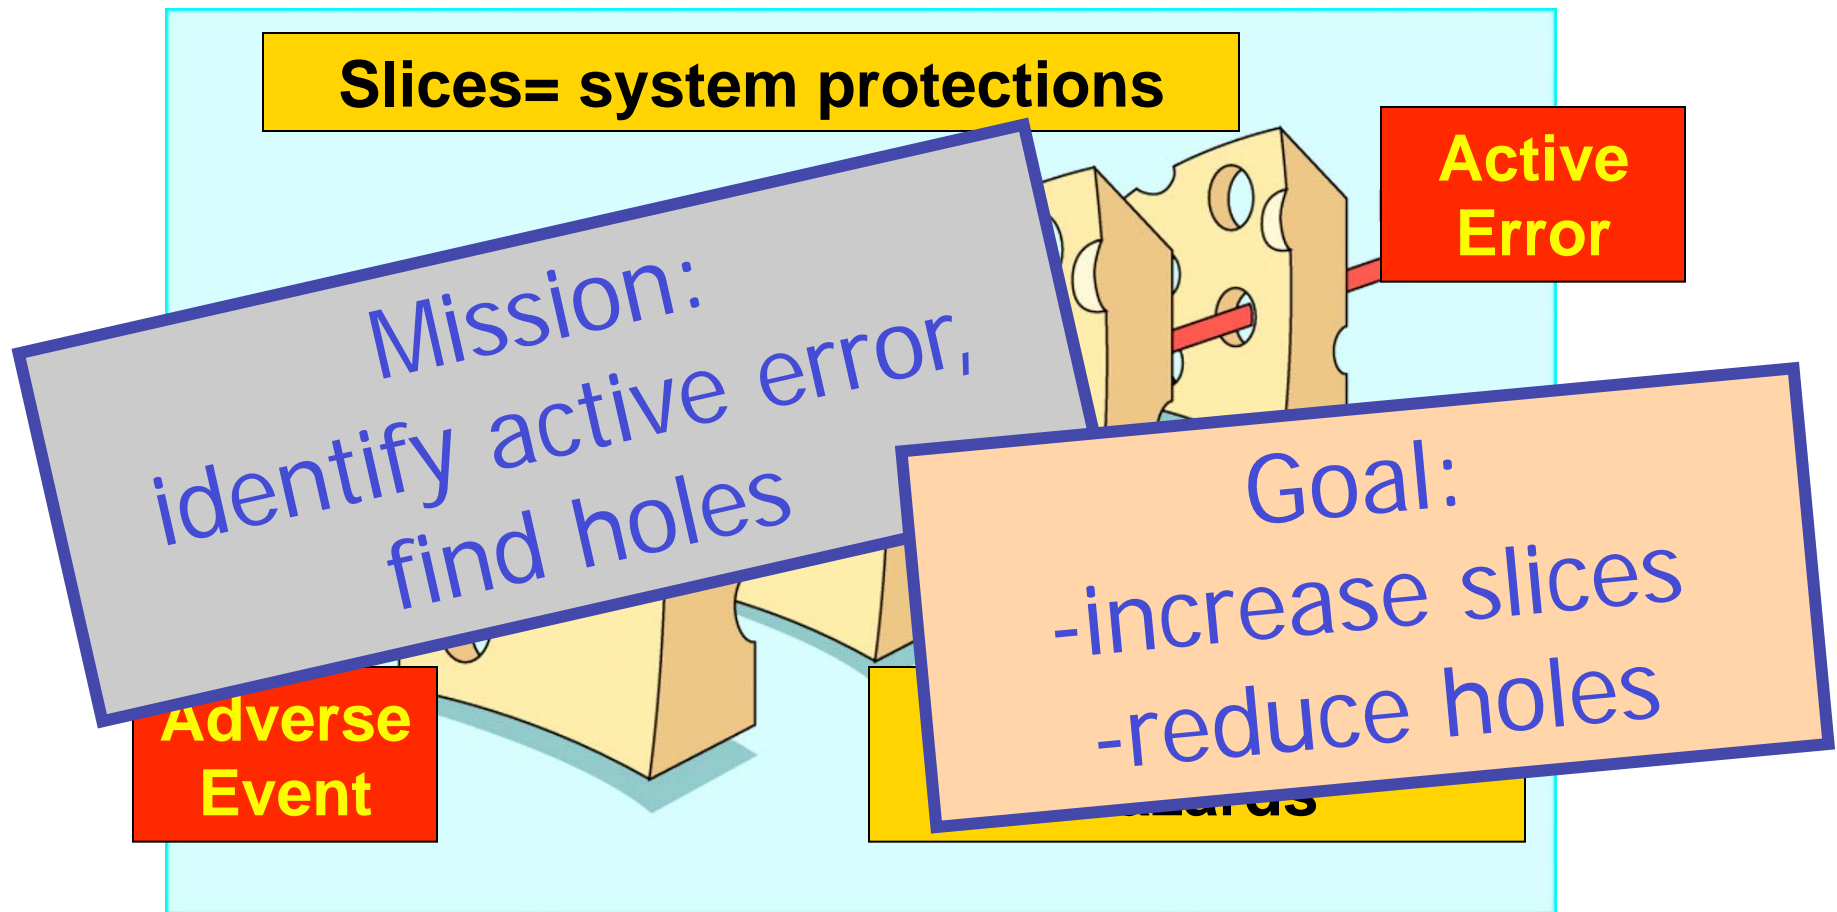 Slices= system protections
Active
Error
Mission:
identify active error,
find holes
Goal:
-increase slices
-reduce holes
Adverse
Event